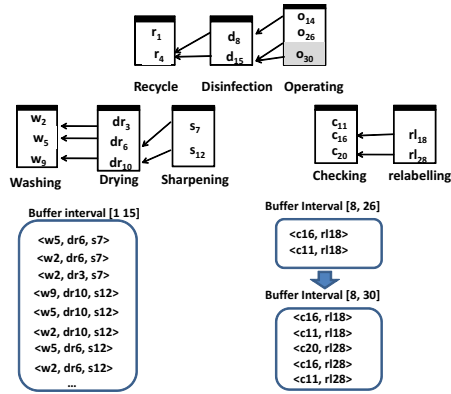 r1
r4
d8
d15
o14
o26
o30
Recycle Disinfection Operating
w2
w5
w9
dr3
dr6
dr10
s7
s12
Washing Drying Sharpening
c11
c16
c20
rl18
rl28
Checking relabelling
Buffer interval [1 15]
<w5, dr6, s7>
<w2, dr6, s7>
<w2, dr3, s7>
<w9, dr10, s12>
<w5, dr10, s12>
<w2, dr10, s12>
<w5, dr6, s12>
<w2, dr6, s12>
...
Buffer Interval [8, 26]
<c16, rl18>
<c11, rl18>
Buffer Interval [8, 30]
<c16, rl18>
<c11, rl18>
<c20, rl28>
<c16, rl28>
<c11, rl28>